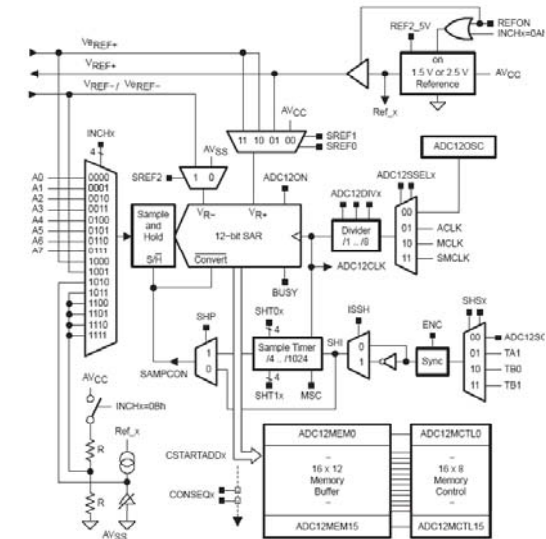 REF2_5V
REFON
INCHx=0Ah
VeREF+
on
1.5 V or 2.5 V
Reference
AVCC
VREF+
VREF- / VeREF-
Ref_x
AVCC
11 10 01 00
SREF1
SREF0
INCHx
4
AVSS
SREF2
1 0
ADC12OSC
ADC12ON
ADC12SSELx
ADC12DIVx
A0
A1
A2
A3
A4
A5
A6
A7
0000
0001
0010
0011
0100
0101
0110
0111
1000
1001
1010
1011
1100
1101
1110
1111
Sample
and
Hold
S/H
VR-
VR+
12-bit SAR
Convert
Divider
/1 .. /8
00
01
10
11
ACLK
MCLK
SMCLK
ADC12CLK
BUSY
SHP
SHT0x
4
ISSH
ENC
SHSx
1
0
Sample Timer
/4 .. /1024
SHI
0
1
Sync
00
01
10
11
ADC12SC
TA1
TB0
TB1
SAMPCON
4
SHT1x
MSC
AVCC
INCHx=0Bh
Ref_x
R
R
AVSS
CSTARTADDx
CONSEQx
ADC12MEM0
–
16 x 12
Memory
Buffer
–
ADC12MEM15
ADC12MCTL0
–
16 x 8
Memory
Control
–
ADC12MCTL15